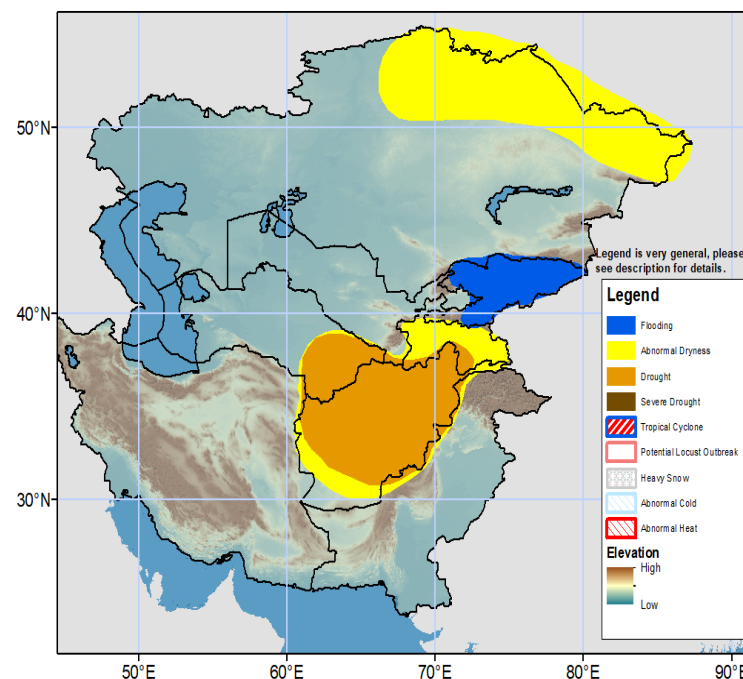 50°N
40°N
30°N
50°E
60°E
70°E
80°E
90°E
Legend is very general, please
see description for details.
Legend
Flooding
Abnormal Dryness
Drought
Severe Drought
Tropical Cyclone
Potential Locust Outbreak
Heavy Snow
Abnormal Cold
Abnormal Heat
Elevation
High
Low